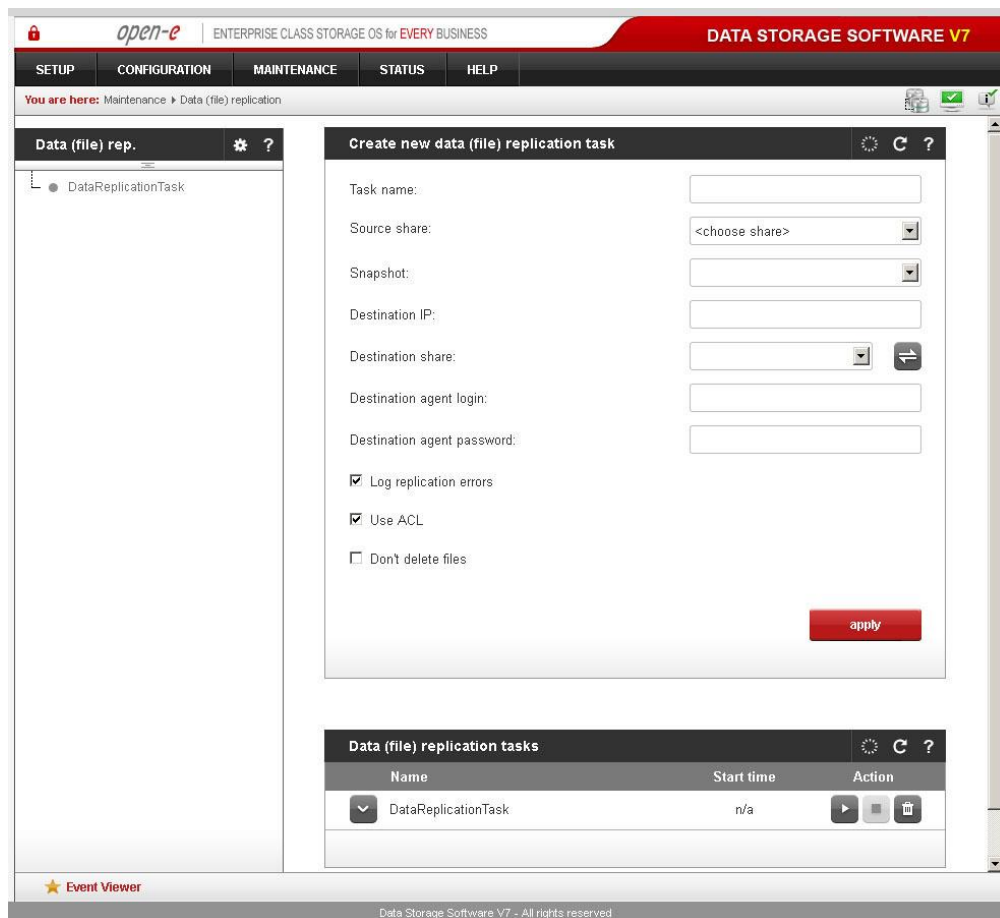 open-e ENTERPRISE CLASS STORAGE OS for EVERY BUSINESS DATA STORAGE SOFTWARE V7
SETUP CONFIGURATION MAINTENANCE STATUS HELP
You are here: Maintenance Data (file) replication
Data (file) rep. ?
DataReplicationTask
Create new data (file) replication task ?
Task name:
Source share: <choose share>
Snapshot:
Destination IP:
Destination share:
Destination agent login:
Destination agent password:
Log replication errors
Use ACL
Don't delete files
apply
Data (file) replication tasks ?
Name Start time Action
DataReplicationTask n/a
Event Viewer
Data Storage Software V7 - All rights reserved